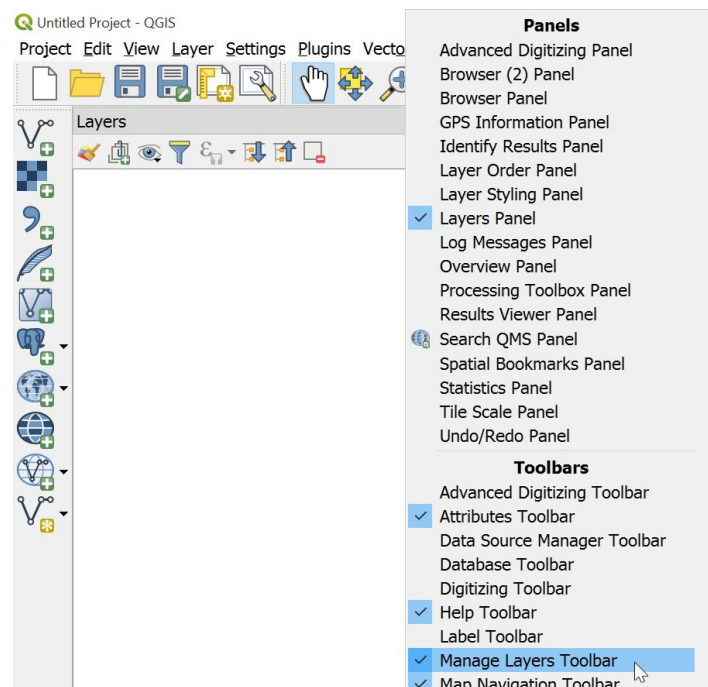 Untitled Project - QGIS
Project Edit View Layer Settings Plugins Vecto
Layers
Panels
Advanced Digitizing Panel
Browser (2) Panel
Browser Panel
GPS Information Panel
Identify Results Panel
Layer Order Panel
Layer Styling Panel
Layers Panel
Log Messages Panel
Overview Panel
Processing Toolbox Panel
Results Viewer Panel
Search QMS Panel
Spatial Bookmarks Panel
Statistics Panel
Tile Scale Panel
Undo/Redo Panel
Toolbars
Advanced Digitizing Toolbar
Attributes Toolbar
Data Source Manager Toolbar
Database Toolbar
Digitizing Toolbar
Help Toolbar
Label Toolbar
Manage Layers Toolbar
Map Navigation Toolbar